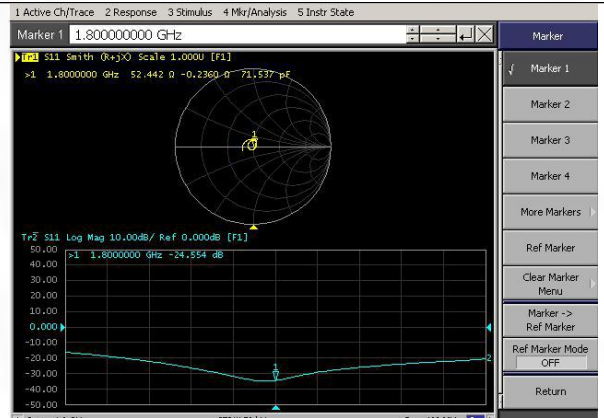 1 Active Ch/Trace 2 Response 3 Stimulus 4 Mkr/Analysis 5 Instr State
Marker 1 1.800000000 GHz
Tr1 S11 Smith (R+jX) Scale 1.000U [F1]
>1 1.8000000 GHz 52.442 Ω -0.2360 Ω 71.537 pF
1
Tr2 S11 Log Mag 10.00dB/ Ref 0.000dB [F1]
50.00
>1 1.8000000 GHz -24.554 dB
40.00
30.00
20.00
10.00
0.000
-10.00
-20.00
-30.00
-40.00
-50.00
1
2
Marker
√ Marker 1
Marker 2
Marker 3
Marker 4
More Markers
Ref Marker
Clear Marker
Menu
Marker ->
Ref Marker
Ref Marker Mode
OFF
Return